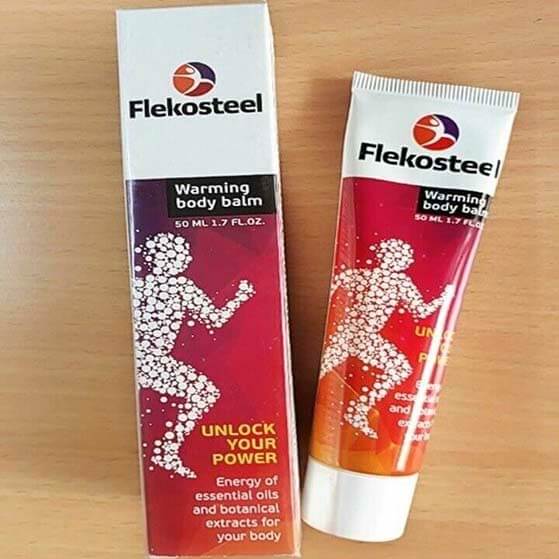 Flekosteel
Warming
body balm
50 ML 1.7 FL.OZ.
UNLOCK
YOUR
POWER
Energy of
essential oils
and botanical
extracts for
your body
Flekosteel
Warming
body balm
50 ML 1.7 FL.OZ